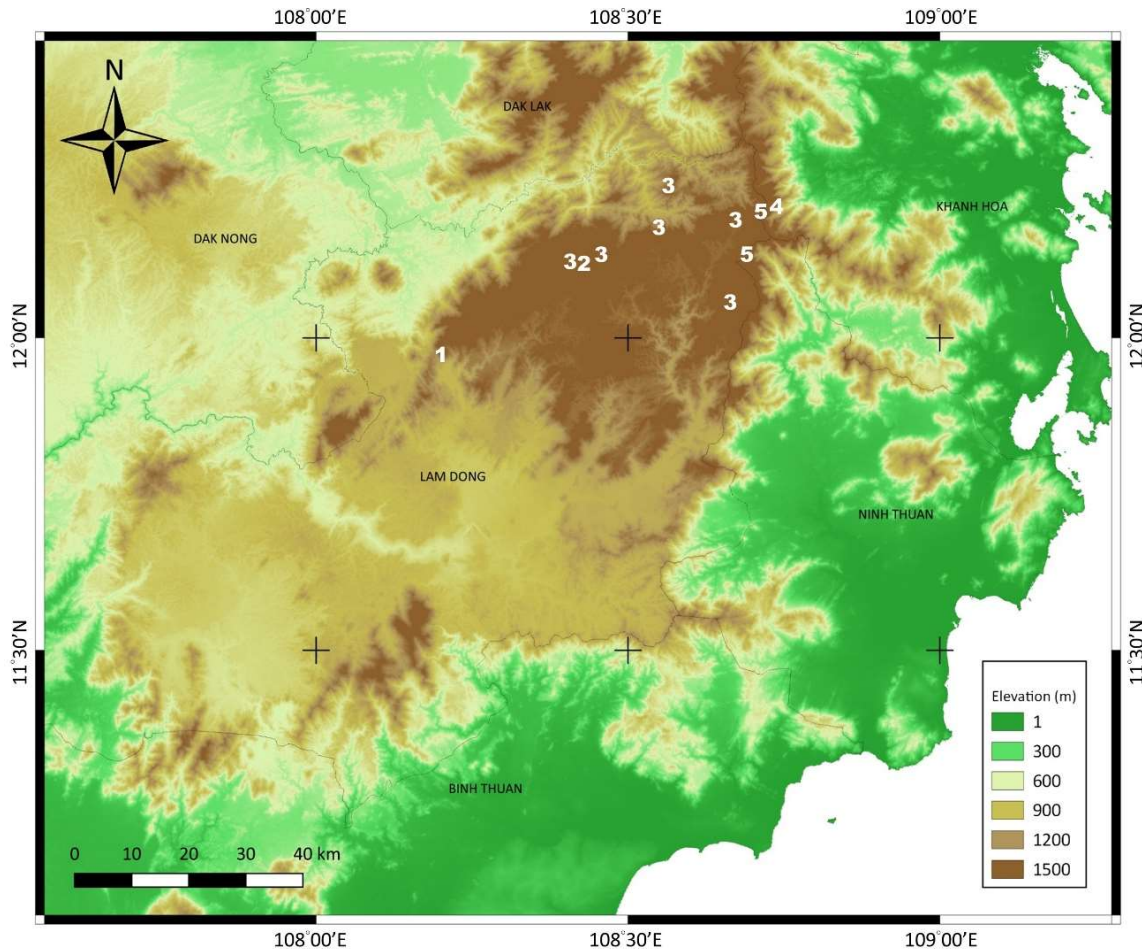 108°00'E 108°30'E 109°00'E
N
DAK LAK
3
5 4
KHANH HOA
3 3
DAK NONG
3 2 3 5
3
12°00'N 12°00'N
1
LAM DONG
NINH THUAN
11°30'N 11°30'N
Elevation (m)
1
300
600
900
1200
1500
BINH THUAN
0 10 20 30 40 km
108°00'E 108°30'E 109°00'E